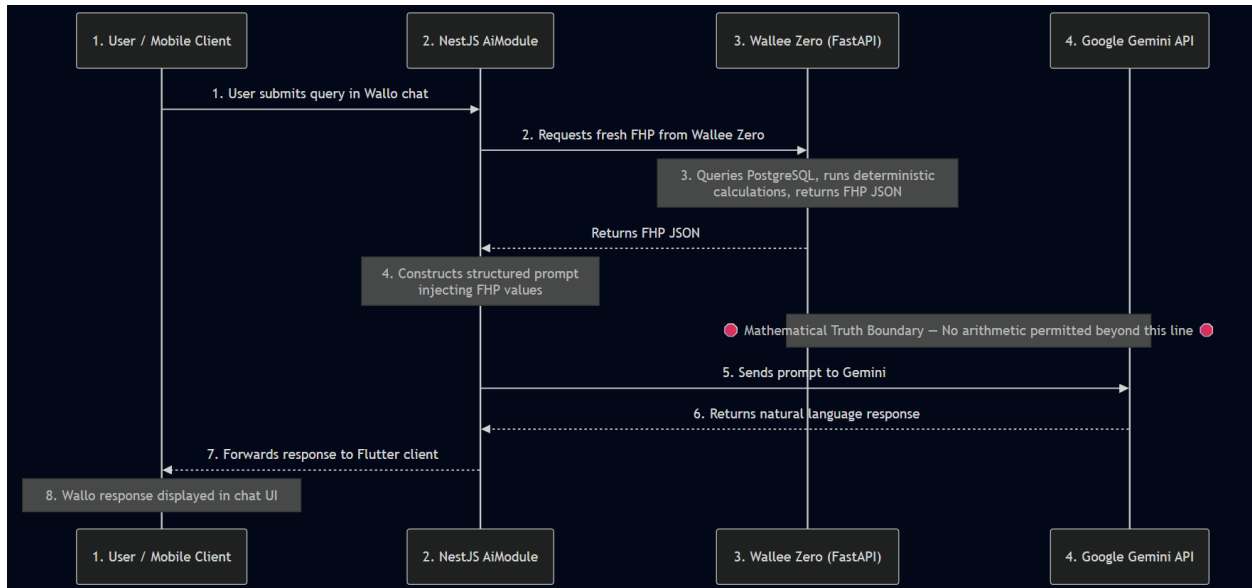 1. User / Mobile Client
2. NestJS AiModule
3. Wallee Zero (FastAPI)
4. Google Gemini API
1. User submits query in Wallo chat
2. Requests fresh FHP from Wallee Zero
3. Queries PostgreSQL, runs deterministic
calculations, returns FHP JSON
Returns FHP JSON
4. Constructs structured prompt
injecting FHP values
Mathematical Truth Boundary — No arithmetic permitted beyond this line
5. Sends prompt to Gemini
6. Returns natural language response
7. Forwards response to Flutter client
8. Wallo response displayed in chat UI
1. User / Mobile Client
2. NestJS AiModule
3. Wallee Zero (FastAPI)
4. Google Gemini API